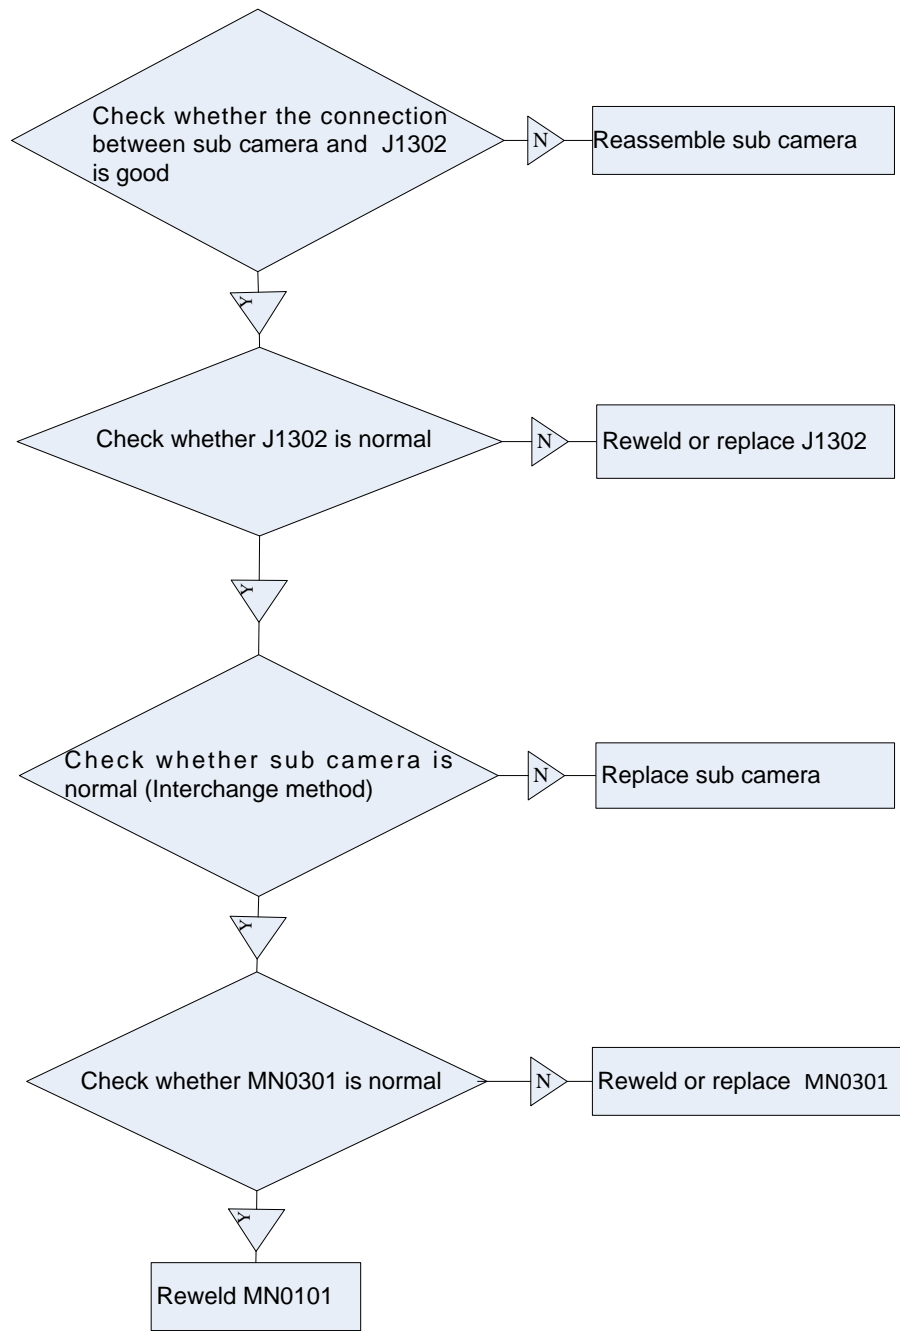 Check whether the connection
between sub camera and J1302
is good
N
Reassemble sub camera
Y
Check whether J1302 is normal
N
Reweld or replace J1302
Y
Check whether sub camera is
normal (Interchange method)
N
Replace sub camera
Y
Check whether MN0301 is normal
N
Reweld or replace MN0301
Y
Reweld MN0101